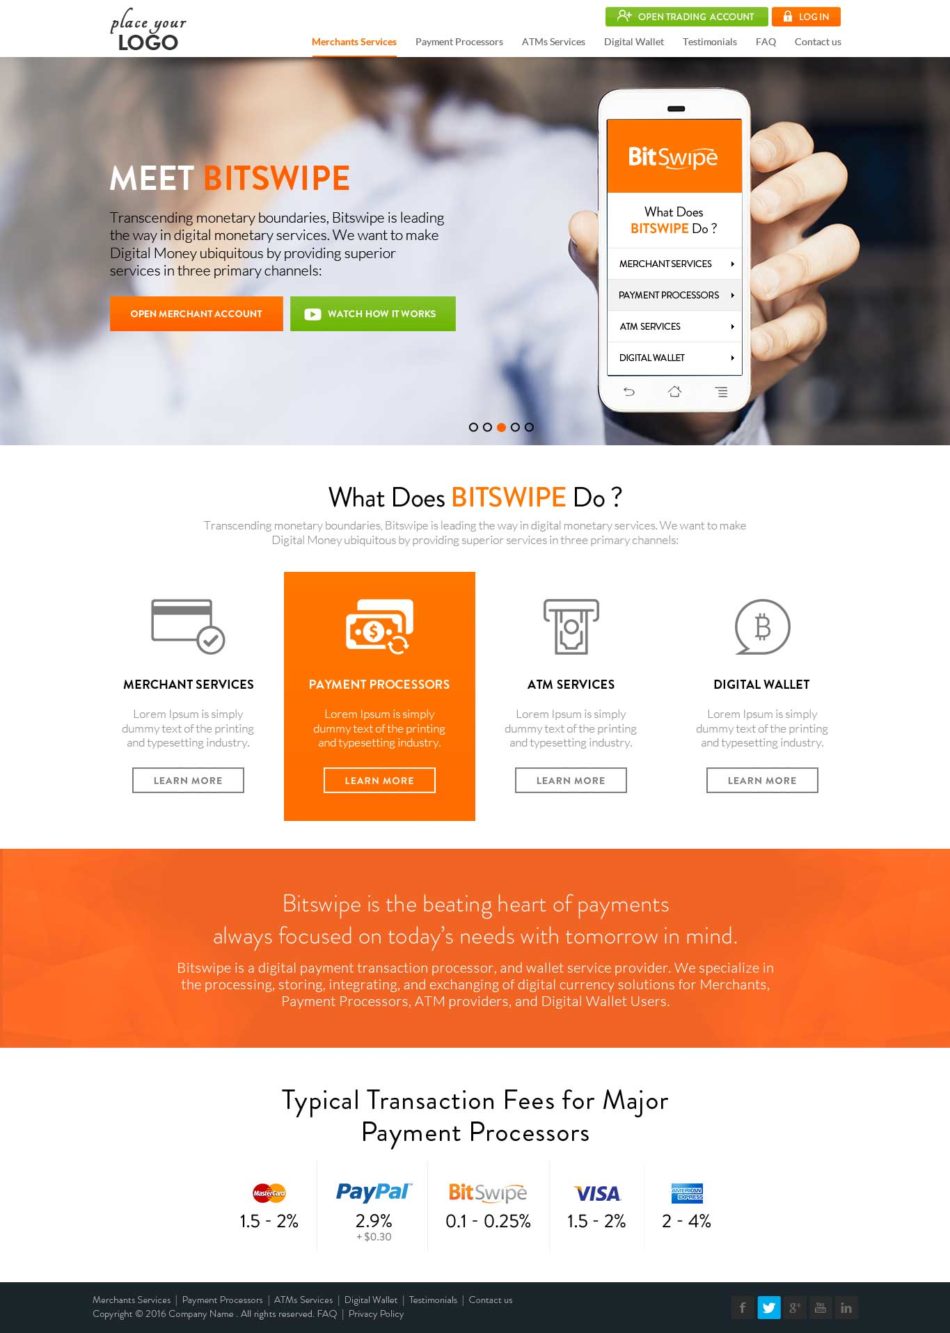 place your
LOGO
OPEN TRADING ACCOUNT
LOG IN
Merchants Services
Payment Processors
ATMs Services
Digital Wallet
Testimonials
FAQ
Contact us
MEET BITSWIPE
Transcending monetary boundaries, Bitswipe is leading
the way in digital monetary services. We want to make
Digital Money ubiquitous by providing superior
services in three primary channels:
OPEN MERCHANT ACCOUNT
WATCH HOW IT WORKS
BitSwipe
What Does
BITSWIPE Do ?
MERCHANT SERVICES
PAYMENT PROCESSORS
ATM SERVICES
DIGITAL WALLET
What Does BITSWIPE Do ?
Transcending monetary boundaries, Bitswipe is leading the way in digital monetary services. We want to make
Digital Money ubiquitous by providing superior services in three primary channels:
MERCHANT SERVICES
Lorem Ipsum is simply
dummy text of the printing
and typesetting industry.
LEARN MORE
PAYMENT PROCESSORS
Lorem Ipsum is simply
dummy text of the printing
and typesetting industry.
LEARN MORE
ATM SERVICES
Lorem Ipsum is simply
dummy text of the printing
and typesetting industry.
LEARN MORE
DIGITAL WALLET
Lorem Ipsum is simply
dummy text of the printing
and typesetting industry.
LEARN MORE
Bitswipe is the beating heart of payments
always focused on today's needs with tomorrow in mind.
Bitswipe is a digital payment transaction processor, and wallet service provider. We specialize in
the processing, storing, integrating, and exchanging of digital currency solutions for Merchants,
Payment Processors, ATM providers, and Digital Wallet Users.
Typical Transaction Fees for Major
Payment Processors
MasterCard
1.5 - 2%
PayPal
2.9%
+ $0.30
BitSwipe
0.1 - 0.25%
VISA
1.5 - 2%
AMERICAN
EXPRESS
2 - 4%
Merchants Services | Payment Processors | ATMs Services | Digital Wallet | Testimonials | Contact us
Copyright © 2016 Company Name . All rights reserved. FAQ | Privacy Policy